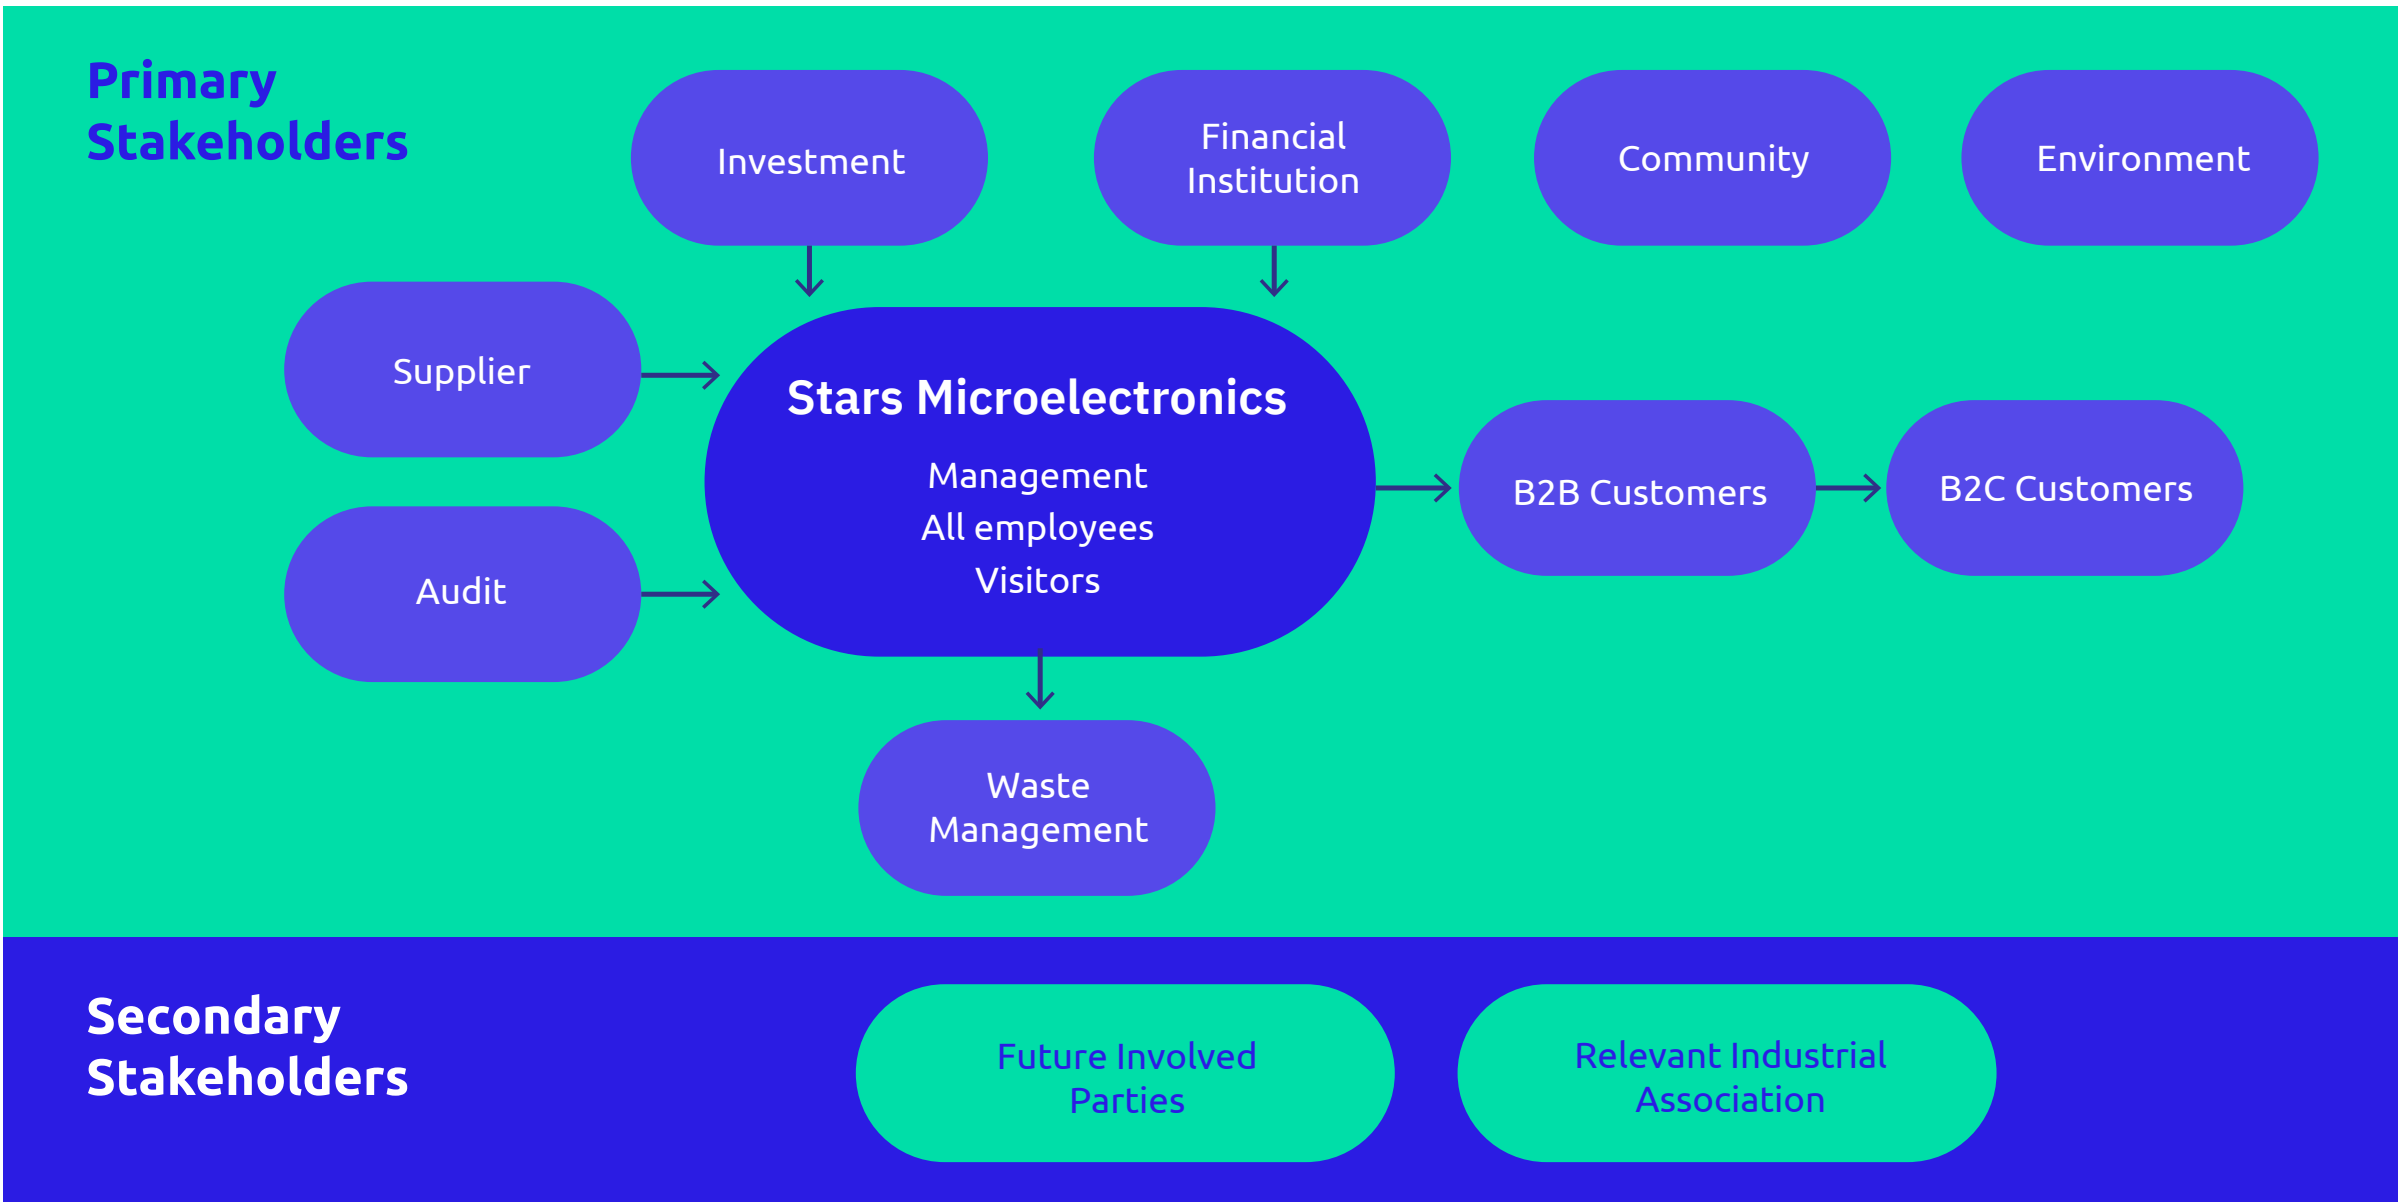 Primary
Stakeholders
Investment
Financial
Institution
Community
Environment
Supplier
Stars Microelectronics
Management
All employees
Visitors
B2B Customers
B2C Customers
Audit
Waste
Management
Secondary
Stakeholders
Future Involved
Parties
Relevant Industrial
Association